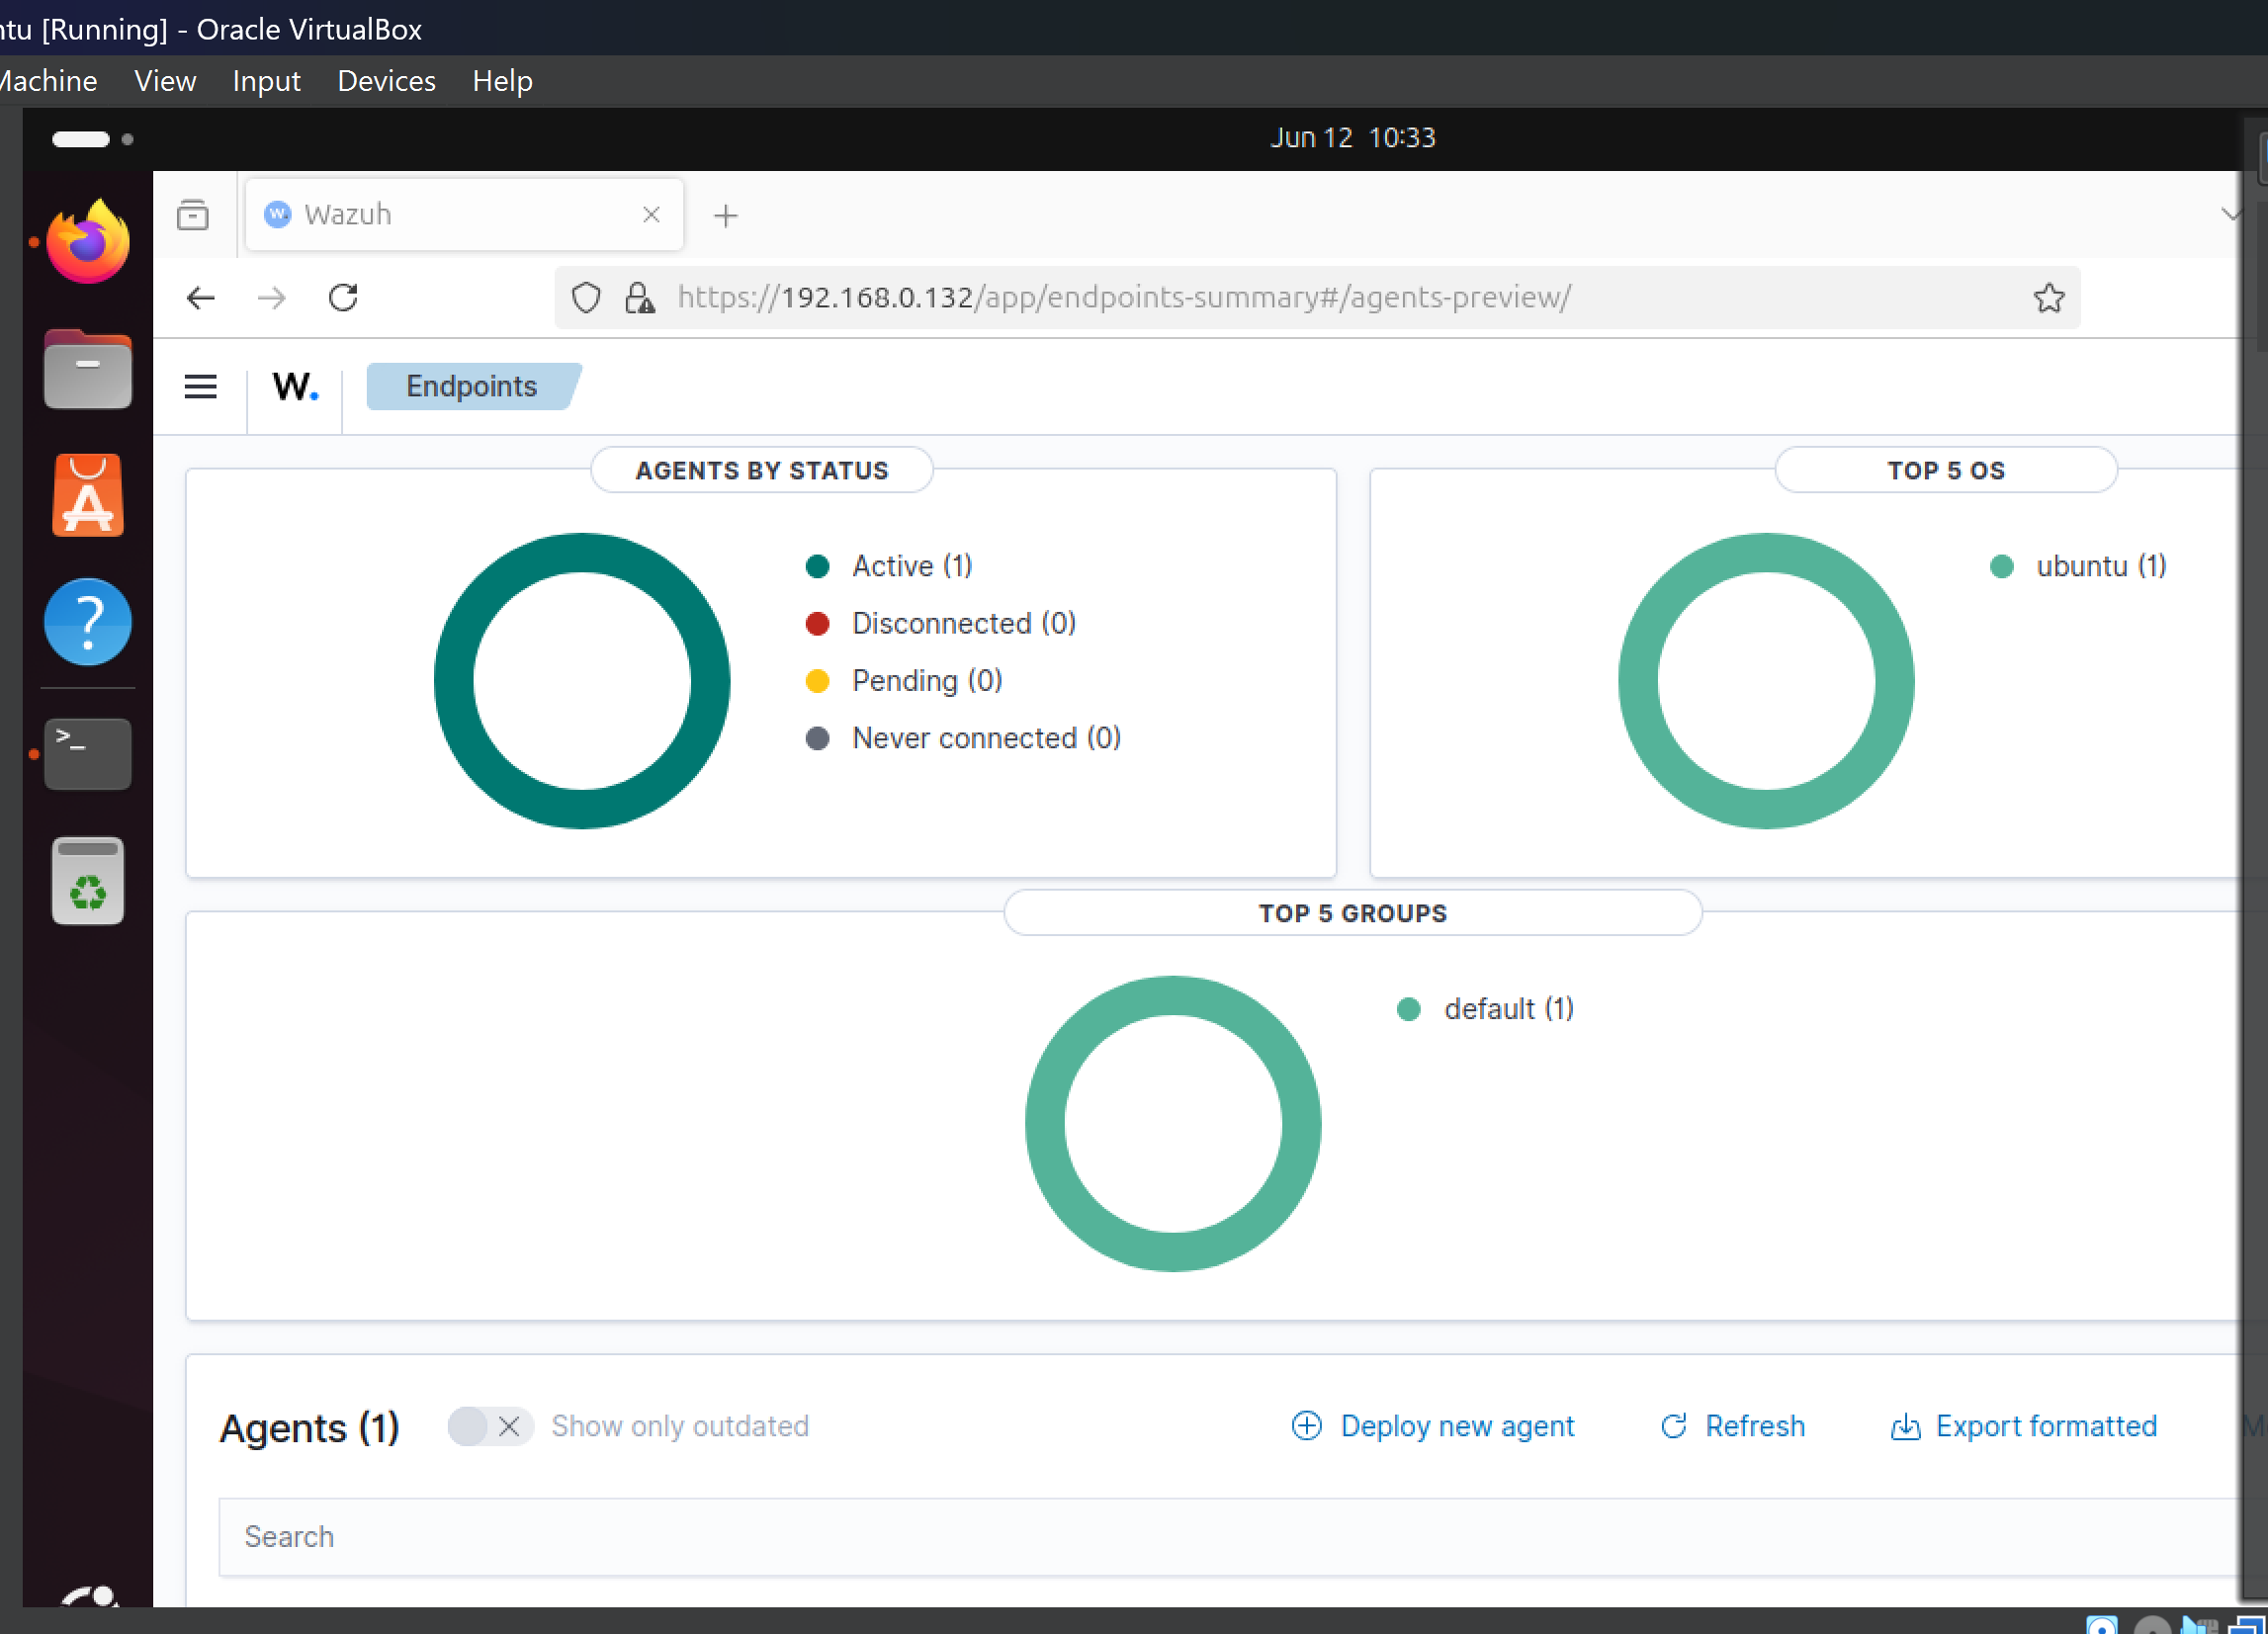 ntu [Running] - Oracle VirtualBox
Machine View Input Devices Help
Jun 12 10:33
Wazuh
https://192.168.0.132/app/endpoints-summary#/agents-preview/
W. Endpoints
AGENTS BY STATUS
Active (1)
Disconnected (0)
Pending (0)
Never connected (0)
TOP 5 OS
ubuntu (1)
TOP 5 GROUPS
default (1)
Agents (1) Show only outdated Deploy new agent Refresh Export formatted
Search